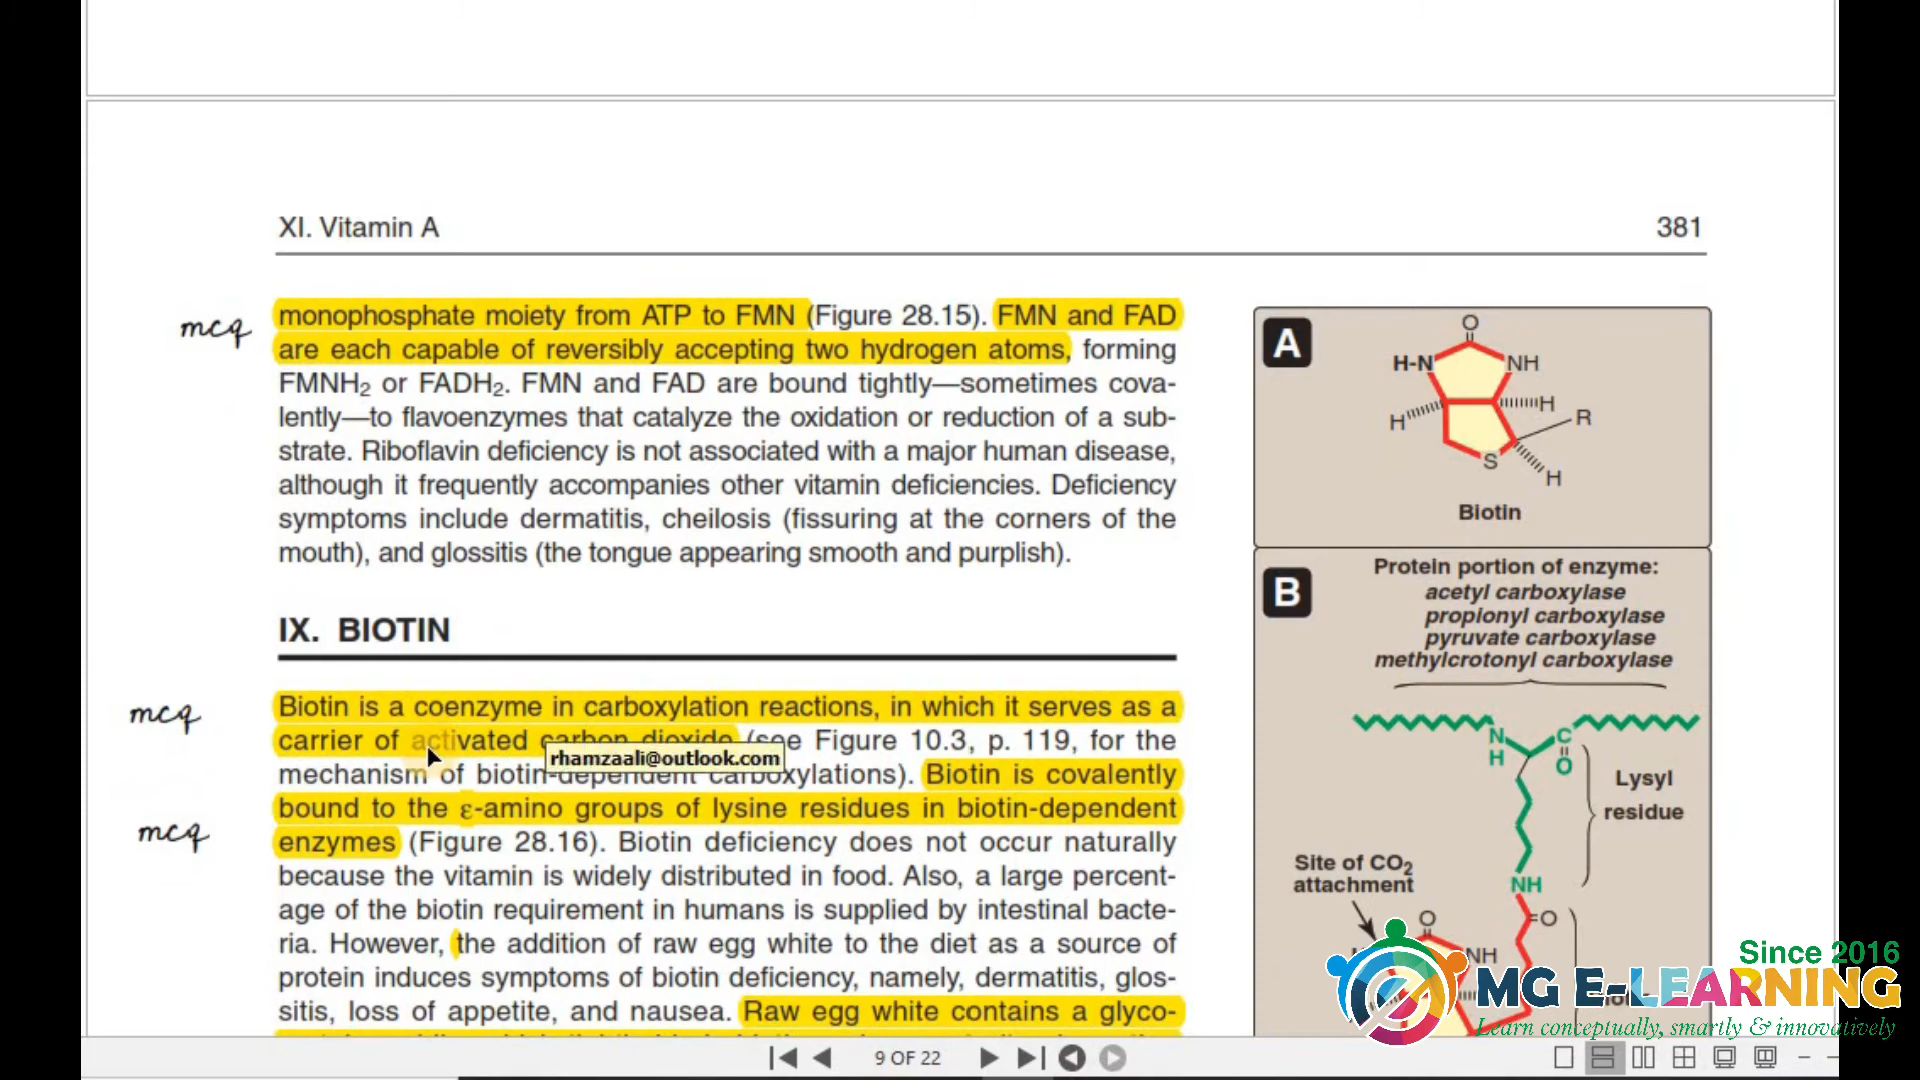 XI. Vitamin A 381
mcq
monophosphate moiety from ATP to FMN (Figure 28.15). FMN and FAD
are each capable of reversibly accepting two hydrogen atoms, forming
FMNH2 or FADH2. FMN and FAD are bound tightly—sometimes cova-
lently—to flavoenzymes that catalyze the oxidation or reduction of a sub-
strate. Riboflavin deficiency is not associated with a major human disease,
although it frequently accompanies other vitamin deficiencies. Deficiency
symptoms include dermatitis, cheilosis (fissuring at the corners of the
mouth), and glossitis (the tongue appearing smooth and purplish).
IX. BIOTIN
mcq
Biotin is a coenzyme in carboxylation reactions, in which it serves as a
carrier of activated carbon dioxide (see Figure 10.3, p. 119, for the
rhamzaali@outlook.com
mechanism of biotin-dependent carboxylations). Biotin is covalently
mcq
bound to the ε-amino groups of lysine residues in biotin-dependent
enzymes (Figure 28.16). Biotin deficiency does not occur naturally
because the vitamin is widely distributed in food. Also, a large percent-
age of the biotin requirement in humans is supplied by intestinal bacte-
ria. However, the addition of raw egg white to the diet as a source of
protein induces symptoms of biotin deficiency, namely, dermatitis, glos-
sitis, loss of appetite, and nausea. Raw egg white contains a glyco-
A
O
H-N NH
H H R
S
H
Biotin
B
Protein portion of enzyme:
acetyl carboxylase
propionyl carboxylase
pyruvate carboxylase
methylcrotonyl carboxylase
N C
H O
Lysyl
residue
Site of CO2
attachment
NH
O O
NH
Since 2016
MG E-LEARNING
Learn conceptually, smartly & innovatively
9 OF 22